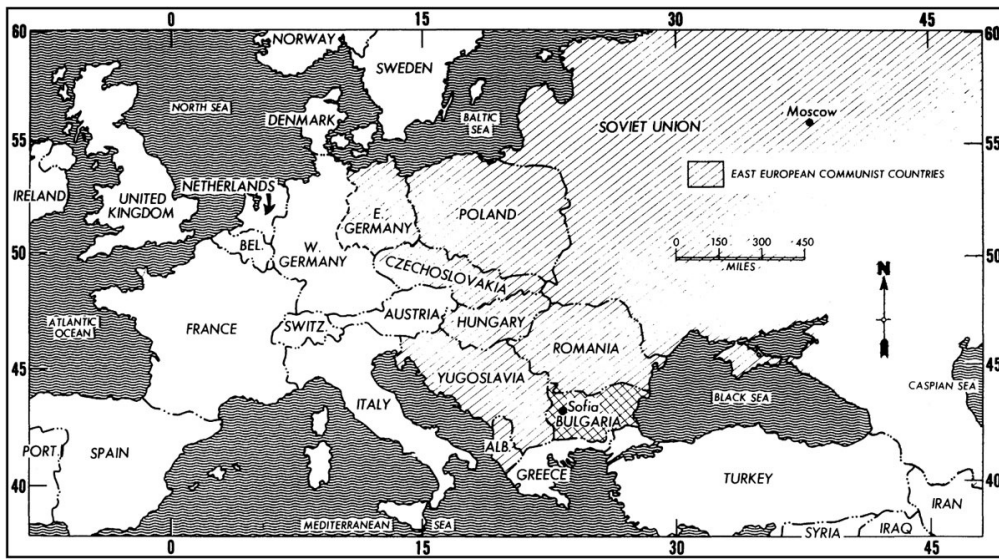 0 15 30 45
60 60
NORWAY
SWEDEN
NORTH SEA
DENMARK
BALTIC
SEA
SOVIET UNION
Moscow
55 55
EAST EUROPEAN COMMUNIST COUNTRIES
NETHERLANDS
IRELAND
UNITED
KINGDOM
E.
GERMANY
POLAND
50 50
BEL.
W.
GERMANY
0 150 300 450
MILES
N
CZECHOSLOVAKIA
ATLANTIC
OCEAN
FRANCE
SWITZ.
AUSTRIA
HUNGARY
ROMANIA
45 45
YUGOSLAVIA
CASPIAN SEA
BLACK SEA
ITALY
Sofia
BULGARIA
PORT.
SPAIN
ALB.
GREECE
TURKEY
40 40
IRAN
MEDITERRANEAN SEA
SYRIA
IRAQ
0 15 30 45